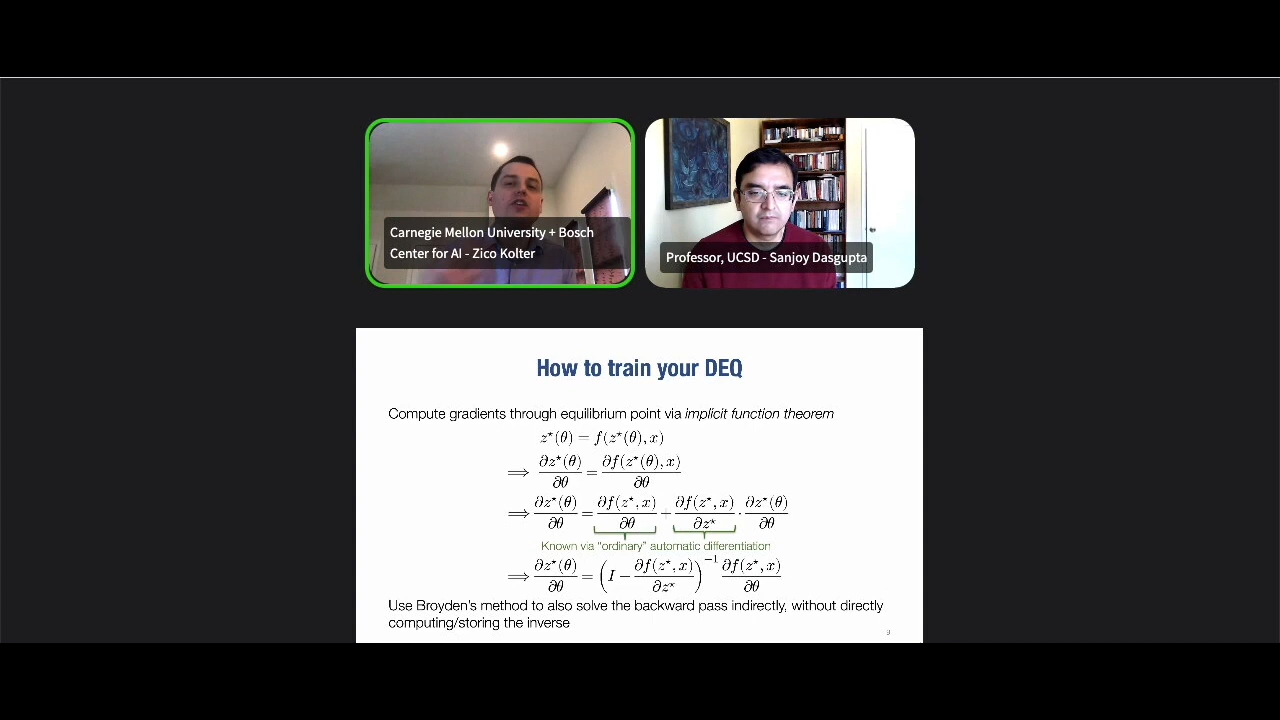 Carnegie Mellon University + Bosch
Center for AI - Zico Kolter
Professor, UCSD - Sanjoy Dasgupta
How to train your DEQ
Compute gradients through equilibrium point via implicit function theorem
z⋆(θ) = f(z⋆(θ), x)
⟹ ∂z⋆(θ)/∂θ = ∂f(z⋆(θ), x)/∂θ
⟹ ∂z⋆(θ)/∂θ = ∂f(z⋆, x)/∂θ + ∂f(z⋆, x)/∂z⋆ · ∂z⋆(θ)/∂θ
Known via "ordinary" automatic differentiation
⟹ ∂z⋆(θ)/∂θ = (I − ∂f(z⋆, x)/∂z⋆)⁻¹ ∂f(z⋆, x)/∂θ
Use Broyden's method to also solve the backward pass indirectly, without directly
computing/storing the inverse
9